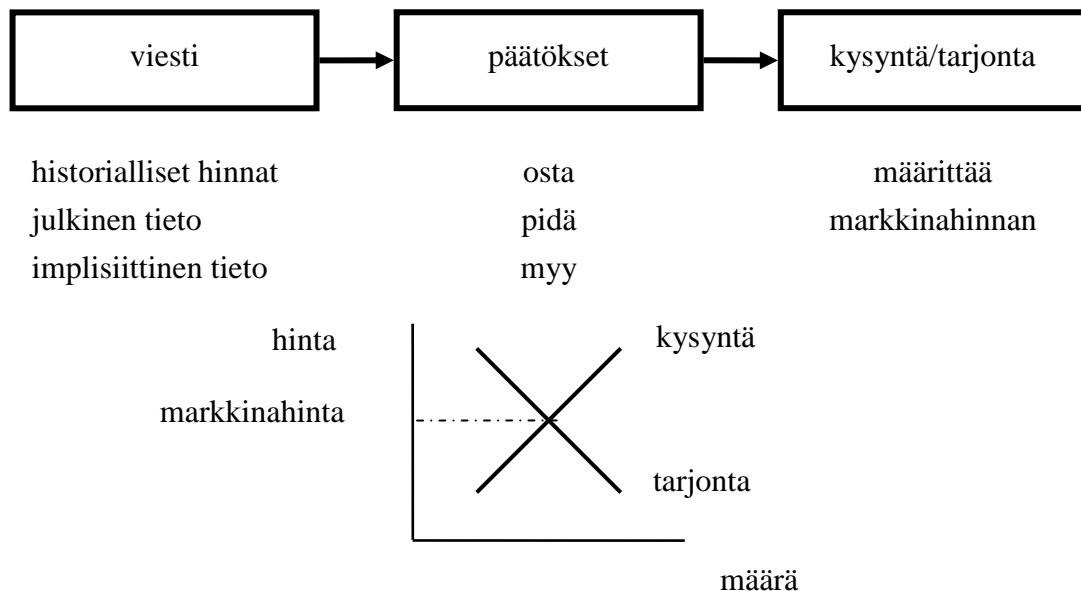 viesti päätökset kysyntä/tarjonta
historialliset hinnat osta määrittää
julkinen tieto pidä markkinahinnan
implisiittinen tieto myy
hinta kysyntä
markkinahinta
tarjonta
määrä